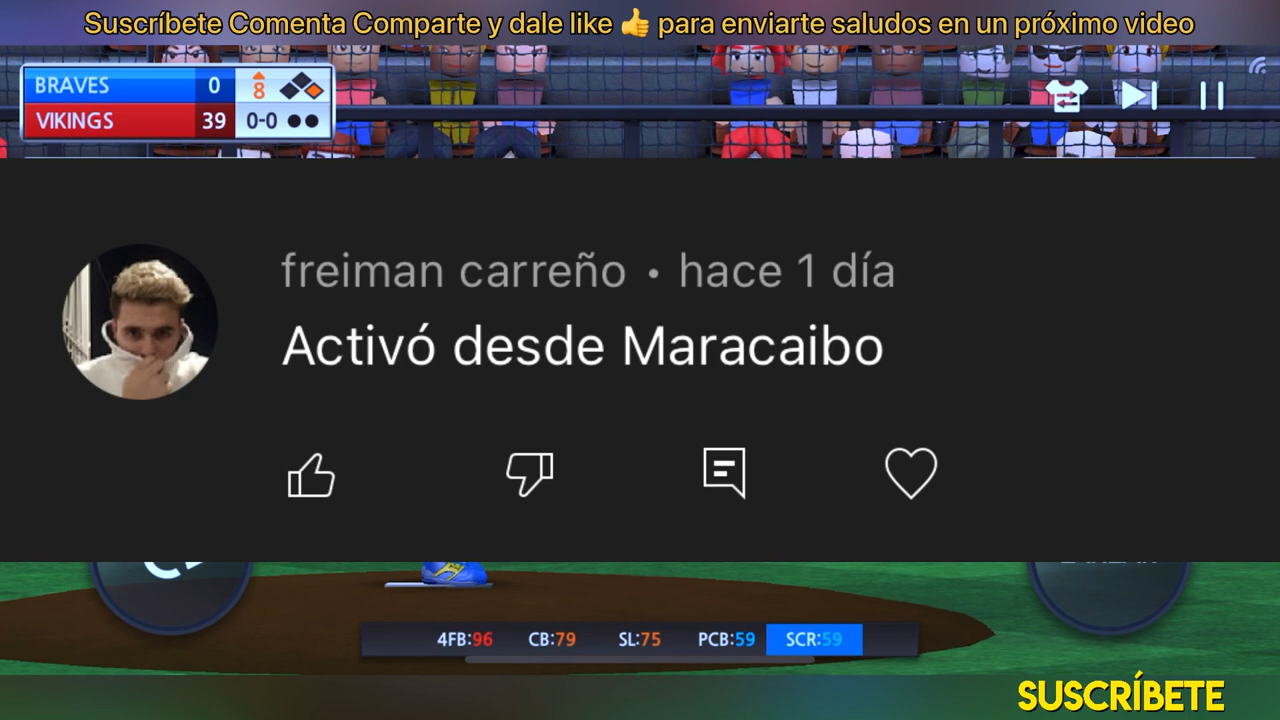 Suscríbete Comenta Comparte y dale like 👍 para enviarte saludos en un próximo video
BRAVES 0 8
VIKINGS 39 0-0
freiman carreño • hace 1 día
Activó desde Maracaibo
4FB:96 CB:79 SL:75 PCB:59 SCR:59
SUSCRÍBETE